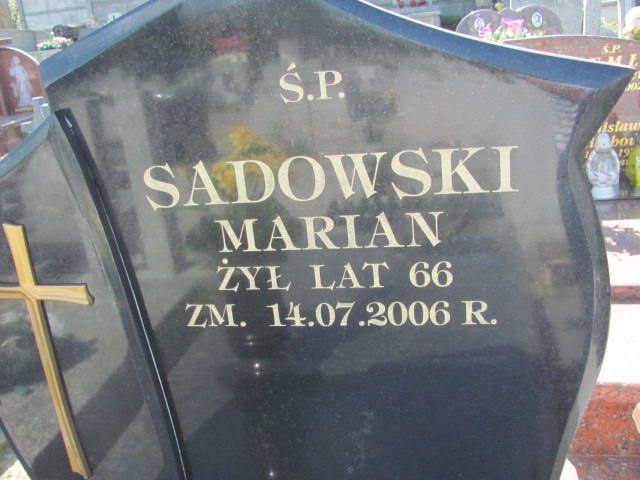 Ś.P.
SADOWSKI
MARIAN
ŻYŁ LAT 66
ZM. 14.07.2006 R.
Ś.P.